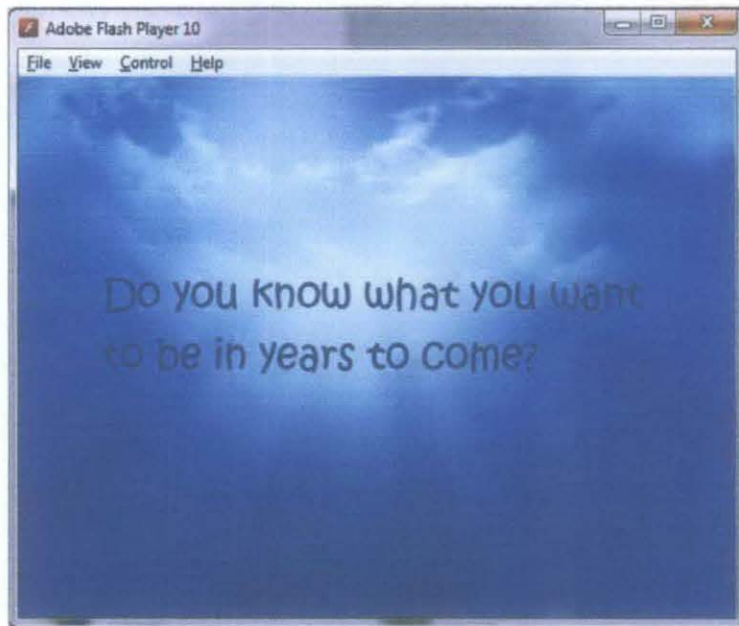 Adobe Flash Player 10
File View Control Help
Do you know what you want
to be in years to come?